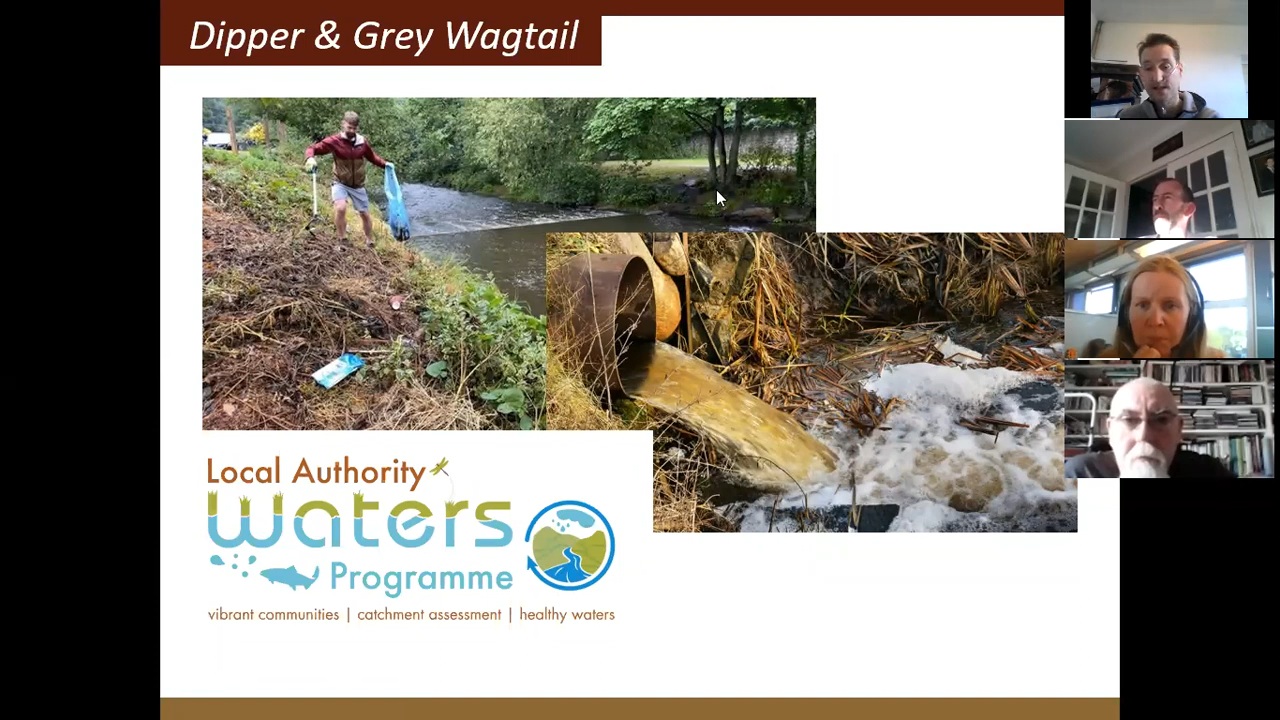 Dipper & Grey Wagtail
Local Authority
Waters
Programme
vibrant communities | catchment assessment | healthy waters